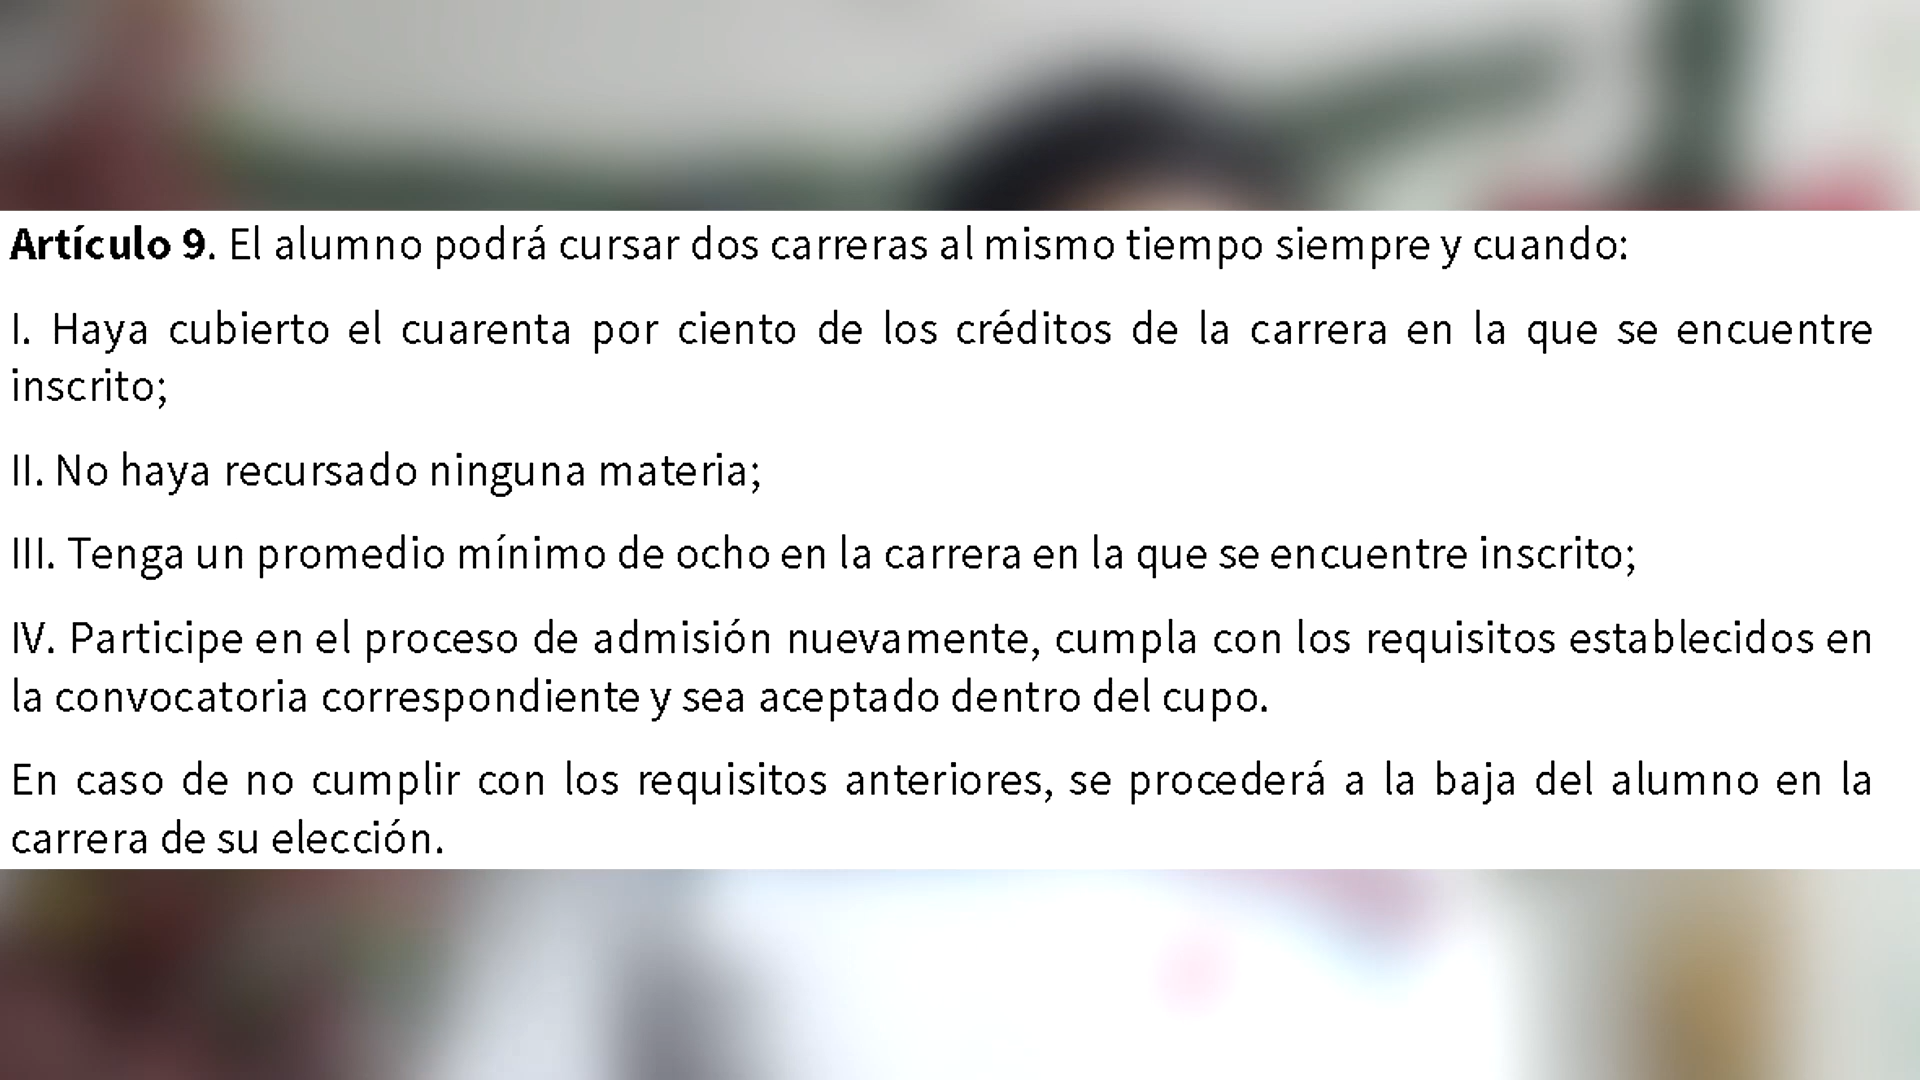 Artículo 9. El alumno podrá cursar dos carreras al mismo tiempo siempre y cuando:
I. Haya cubierto el cuarenta por ciento de los créditos de la carrera en la que se encuentre
inscrito;
II. No haya recursado ninguna materia;
III. Tenga un promedio mínimo de ocho en la carrera en la que se encuentre inscrito;
IV. Participe en el proceso de admisión nuevamente, cumpla con los requisitos establecidos en
la convocatoria correspondiente y sea aceptado dentro del cupo.
En caso de no cumplir con los requisitos anteriores, se procederá a la baja del alumno en la
carrera de su elección.